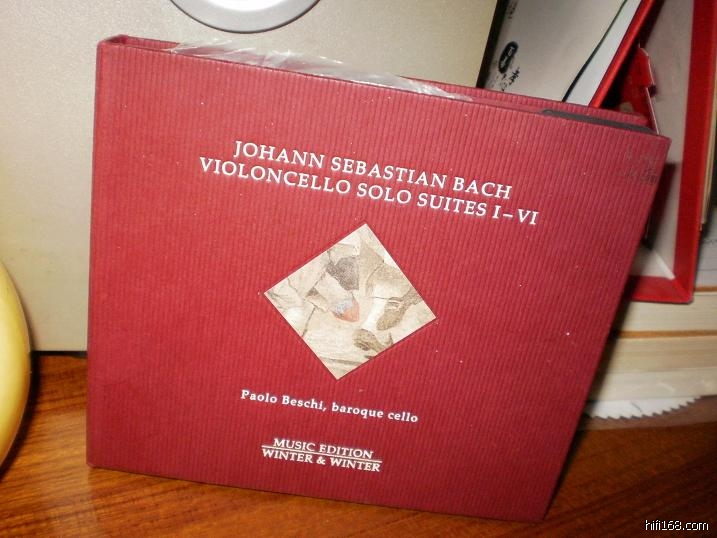 JOHANN SEBASTIAN BACH
VIOLONCELLO SOLO SUITES I–VI
Paolo Beschi, baroque cello
MUSIC EDITION
WINTER & WINTER
hifi168.com